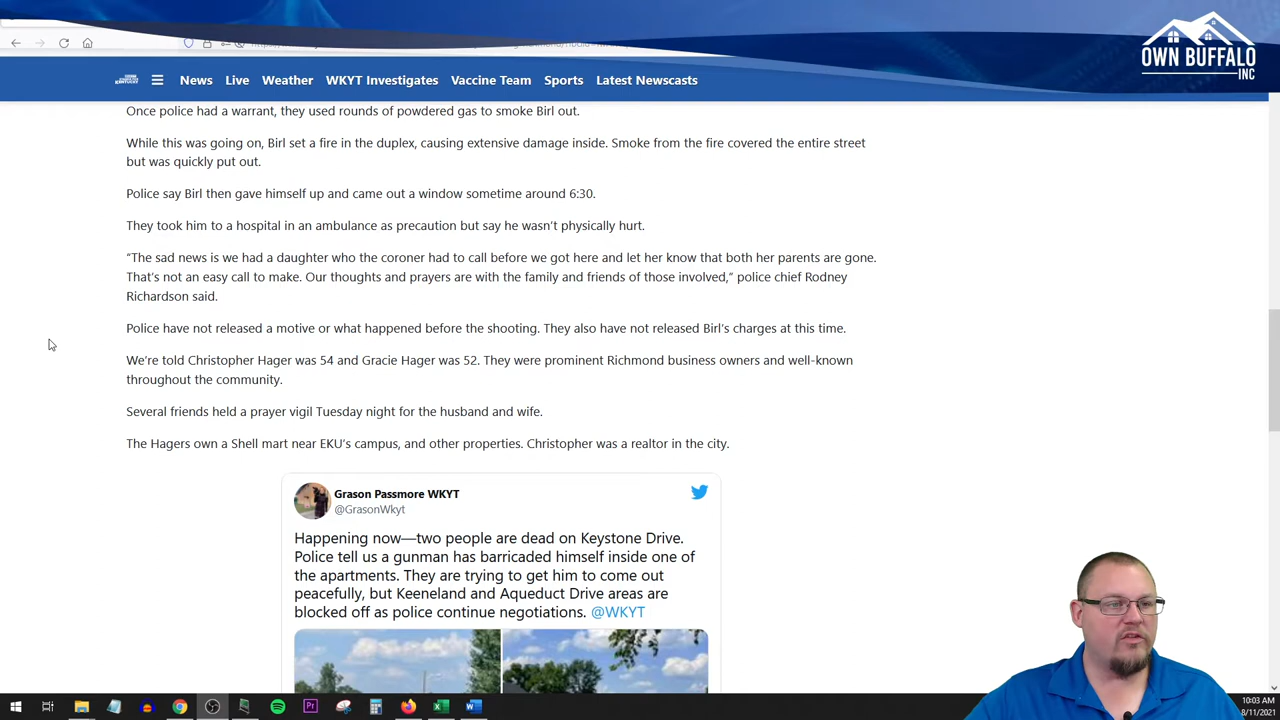 OWN BUFFALO
INC
News Live Weather WKYT Investigates Vaccine Team Sports Latest Newscasts
Once police had a warrant, they used rounds of powdered gas to smoke Birl out.
While this was going on, Birl set a fire in the duplex, causing extensive damage inside. Smoke from the fire covered the entire street
but was quickly put out.
Police say Birl then gave himself up and came out a window sometime around 6:30.
They took him to a hospital in an ambulance as precaution but say he wasn’t physically hurt.
“The sad news is we had a daughter who the coroner had to call before we got here and let her know that both her parents are gone.
That’s not an easy call to make. Our thoughts and prayers are with the family and friends of those involved,” police chief Rodney
Richardson said.
Police have not released a motive or what happened before the shooting. They also have not released Birl’s charges at this time.
We’re told Christopher Hager was 54 and Gracie Hager was 52. They were prominent Richmond business owners and well-known
throughout the community.
Several friends held a prayer vigil Tuesday night for the husband and wife.
The Hagers own a Shell mart near EKU’s campus, and other properties. Christopher was a realtor in the city.
Grason Passmore WKYT
@GrasonWkyt
Happening now—two people are dead on Keystone Drive.
Police tell us a gunman has barricaded himself inside one of
the apartments. They are trying to get him to come out
peacefully, but Keeneland and Aqueduct Drive areas are
blocked off as police continue negotiations. @WKYT
10:03 AM
8/11/2021